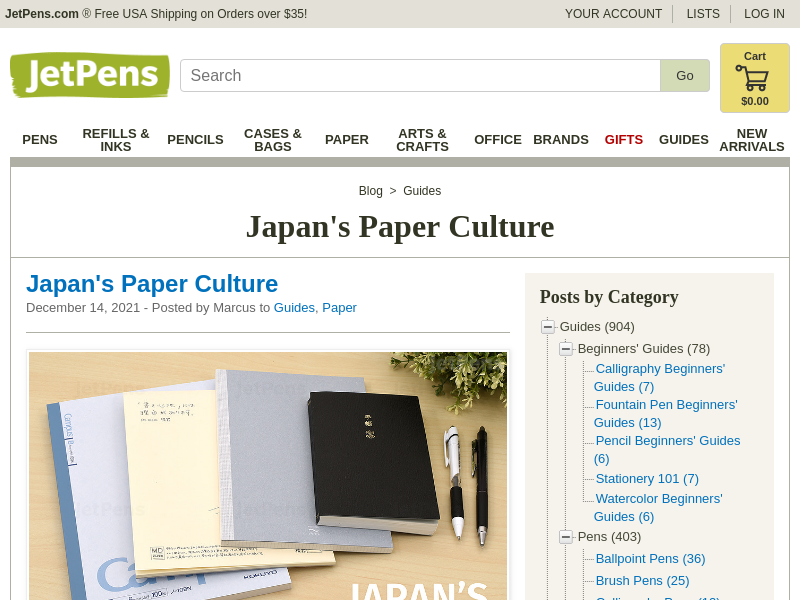 JetPens.com ® Free USA Shipping on Orders over $35!
YOUR ACCOUNT
LISTS
LOG IN
JetPens
Search
Go
Cart
$0.00
PENS
REFILLS &
INKS
PENCILS
CASES &
BAGS
PAPER
ARTS &
CRAFTS
OFFICE
BRANDS
GIFTS
GUIDES
NEW
ARRIVALS
Blog > Guides
Japan's Paper Culture
Japan's Paper Culture
December 14, 2021 - Posted by Marcus to Guides, Paper
Campus
MD
JAPAN'S
Posts by Category
Guides (904)
Beginners' Guides (78)
Calligraphy Beginners'
Guides (7)
Fountain Pen Beginners'
Guides (13)
Pencil Beginners' Guides
(6)
Stationery 101 (7)
Watercolor Beginners'
Guides (6)
Pens (403)
Ballpoint Pens (36)
Brush Pens (25)